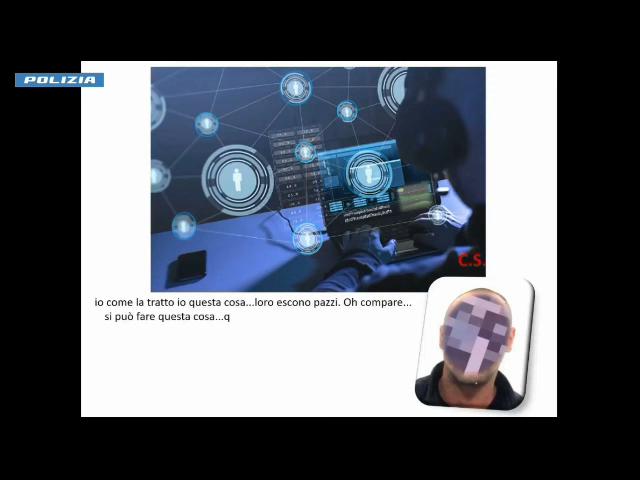 POLIZIA
C.S.
io come la tratto io questa cosa...loro escono pazzi. Oh compare...
si può fare questa cosa...q